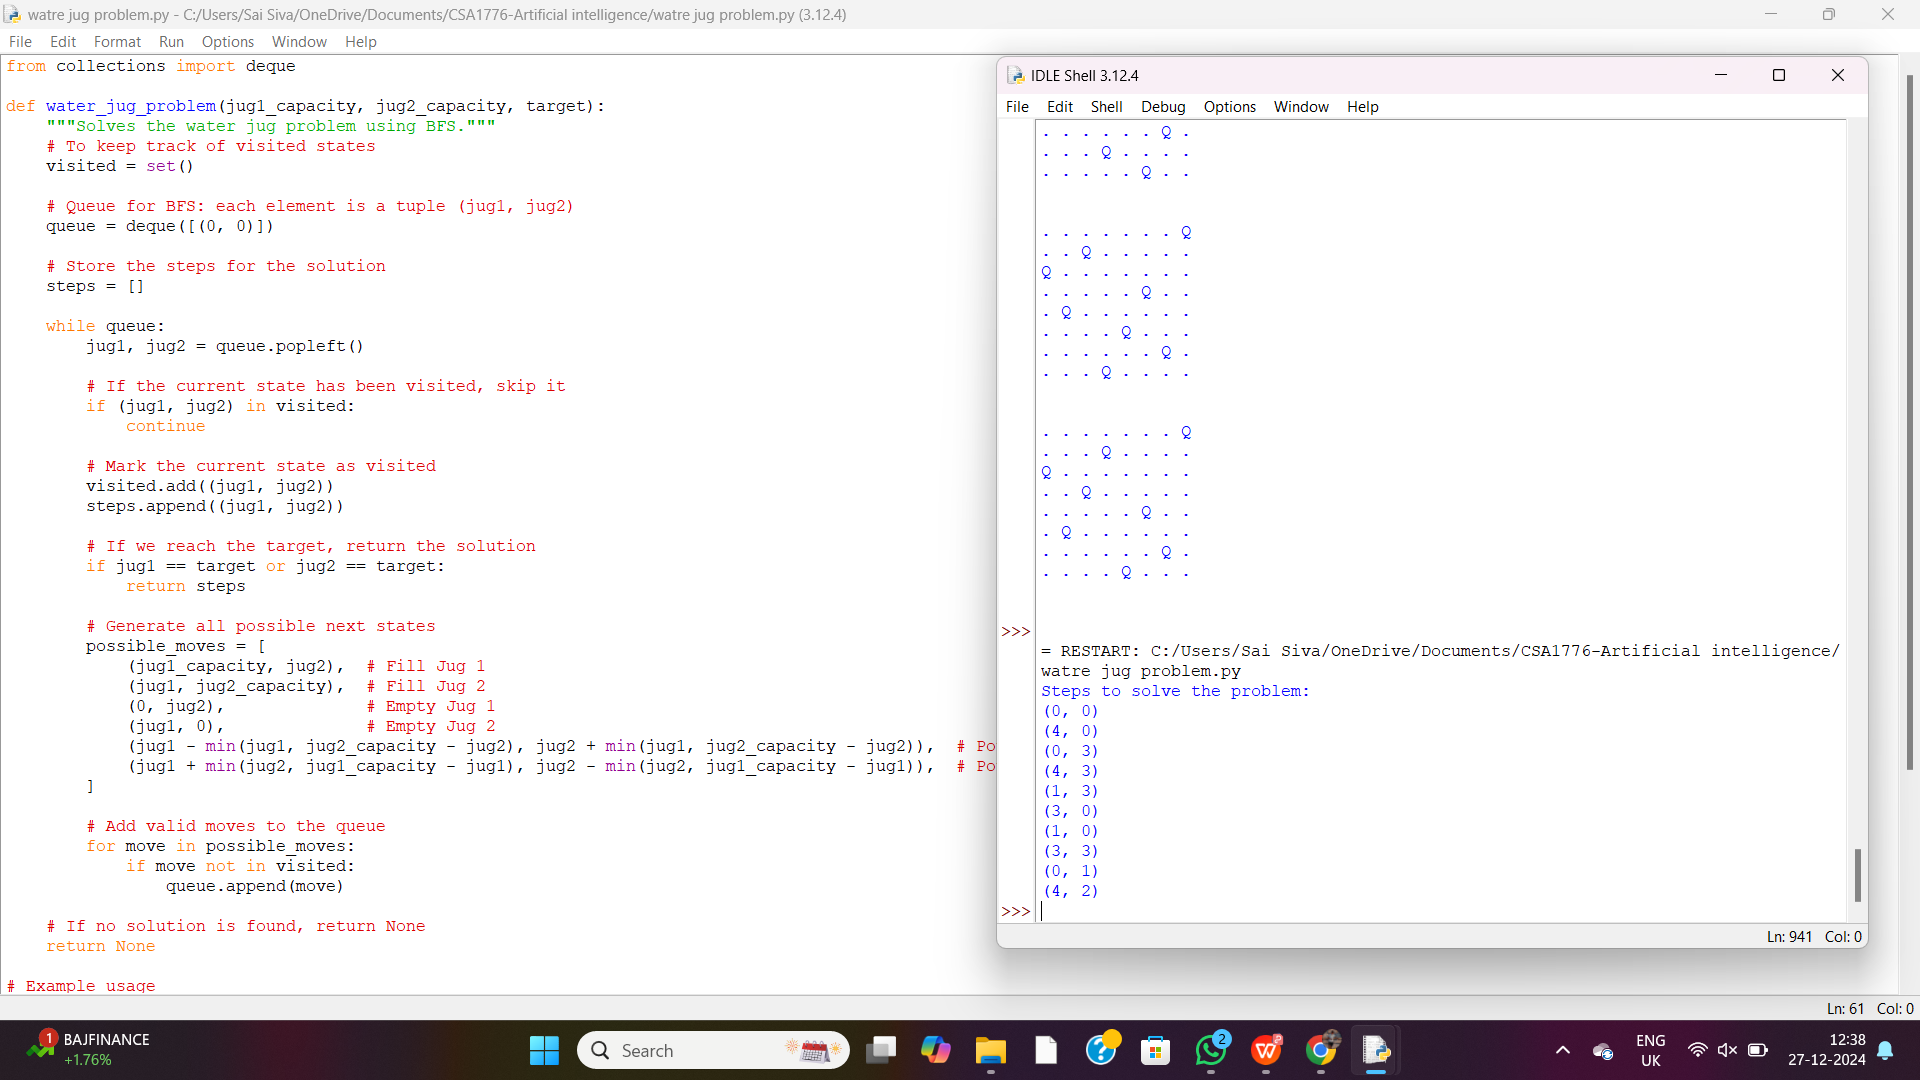 watre jug problem.py - C:/Users/Sai Siva/OneDrive/Documents/CSA1776-Artificial intelligence/watre jug problem.py (3.12.4)
File Edit Format Run Options Window Help
from collections import deque
def water_jug_problem(jug1_capacity, jug2_capacity, target):
"""Solves the water jug problem using BFS."""
# To keep track of visited states
visited = set()
# Queue for BFS: each element is a tuple (jug1, jug2)
queue = deque([(0, 0)])
# Store the steps for the solution
steps = []
while queue:
jug1, jug2 = queue.popleft()
# If the current state has been visited, skip it
if (jug1, jug2) in visited:
continue
# Mark the current state as visited
visited.add((jug1, jug2))
steps.append((jug1, jug2))
# If we reach the target, return the solution
if jug1 == target or jug2 == target:
return steps
# Generate all possible next states
possible_moves = [
(jug1_capacity, jug2),  # Fill Jug 1
(jug1, jug2_capacity),  # Fill Jug 2
(0, jug2),              # Empty Jug 1
(jug1, 0),              # Empty Jug 2
(jug1 - min(jug1, jug2_capacity - jug2), jug2 + min(jug1, jug2_capacity - jug2)),  # Po
(jug1 + min(jug2, jug1_capacity - jug1), jug2 - min(jug2, jug1_capacity - jug1)),  # Po
]
# Add valid moves to the queue
for move in possible_moves:
if move not in visited:
queue.append(move)
# If no solution is found, return None
return None
# Example usage
Ln: 61 Col: 0
IDLE Shell 3.12.4
File Edit Shell Debug Options Window Help
. . . . . . Q .
. . . Q . . . .
. . . . . Q . .
. . . . . . . Q
. . Q . . . . .
Q . . . . . . .
. . . . . Q . .
. Q . . . . . .
. . . . Q . . .
. . . . . . Q .
. . . Q . . . .
. . . . . . . Q
. . . Q . . . .
Q . . . . . . .
. . Q . . . . .
. . . . . Q . .
. Q . . . . . .
. . . . . . Q .
. . . . Q . . .
>>>
= RESTART: C:/Users/Sai Siva/OneDrive/Documents/CSA1776-Artificial intelligence/
watre jug problem.py
Steps to solve the problem:
(0, 0)
(4, 0)
(0, 3)
(4, 3)
(1, 3)
(3, 0)
(1, 0)
(3, 3)
(0, 1)
(4, 2)
>>>
Ln: 941 Col: 0
1
BAJFINANCE
+1.76%
Search
2
ENG
UK
12:38
27-12-2024